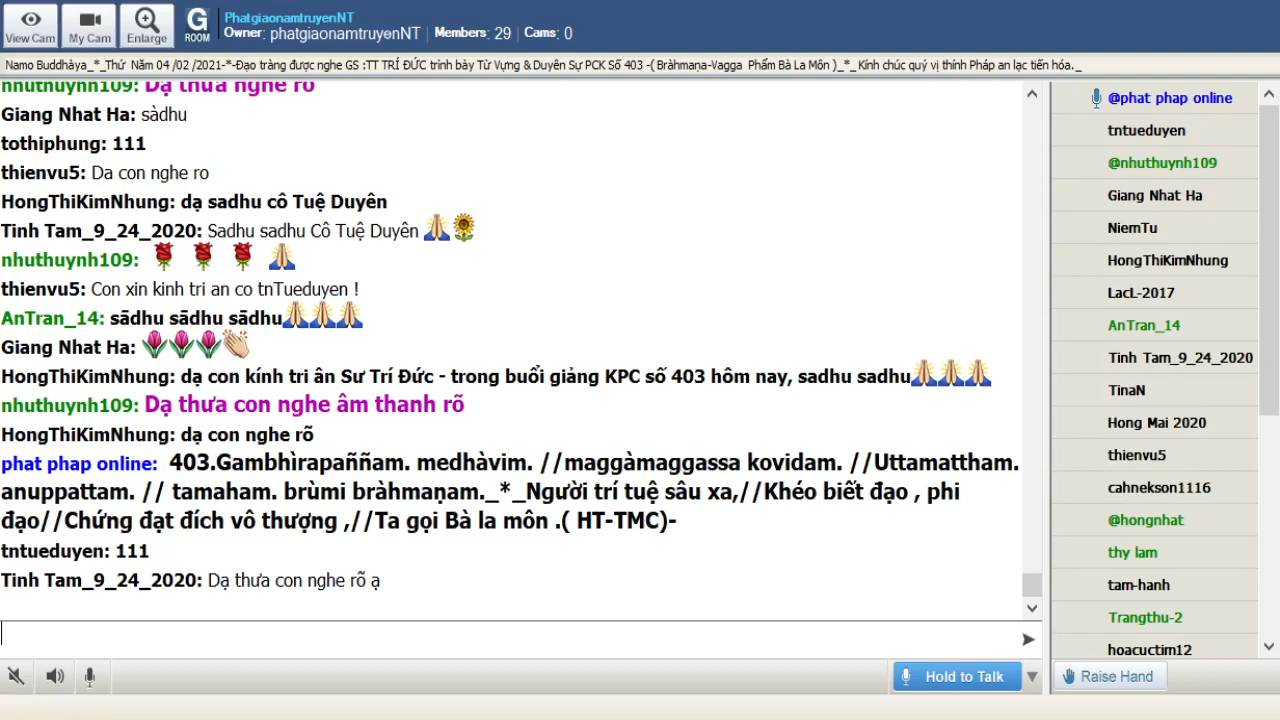 View Cam
My Cam
Enlarge
G
ROOM
PhatgiaonamtruyenNT
Owner: phatgiaonamtruyenNT | Members: 29 | Cams: 0
Namo Buddhàya_*_Thứ Năm 04 /02 /2021-*-Đạo tràng được nghe GS :TT TRÍ ĐỨC trình bày Từ Vựng & Duyên Sự PCK Số 403 -( Bràhmaṇa-Vagga Phẩm Bà La Môn )_*_Kính chúc quý vị thính Pháp an lạc tiến hóa._
nhuthuynh109: Dạ thưa nghe rõ
Giang Nhat Ha: sàdhu
tothiphung: 111
thienvu5: Da con nghe ro
HongThiKimNhung: dạ sadhu cô Tuệ Duyên
Tinh Tam_9_24_2020: Sadhu sadhu Cô Tuệ Duyên 🙏🌻
nhuthuynh109: 🌹 🌹 🌹 🙏
thienvu5: Con xin kinh tri an co tnTueduyen !
AnTran_14: sādhu sādhu sādhu🙏🙏🙏
Giang Nhat Ha: 🌷🌷🌷👏
HongThiKimNhung: dạ con kính tri ân Sư Trí Đức - trong buổi giảng KPC số 403 hôm nay, sadhu sadhu🙏🙏🙏
nhuthuynh109: Dạ thưa con nghe âm thanh rõ
HongThiKimNhung: dạ con nghe rõ
phat phap online: 403.Gambhìrapaññam. medhàvim. //maggàmaggassa kovidam. //Uttamattham.
anuppattam. // tamaham. brùmi bràhmaṇam._*_Người trí tuệ sâu xa,//Khéo biết đạo , phi
đạo//Chứng đạt đích vô thượng ,//Ta gọi Bà la môn .( HT-TMC)-
tntueduyen: 111
Tinh Tam_9_24_2020: Dạ thưa con nghe rõ ạ
Hold to Talk
@phat phap online
tntueduyen
@nhuthuynh109
Giang Nhat Ha
NiemTu
HongThiKimNhung
LacL-2017
AnTran_14
Tinh Tam_9_24_2020
TinaN
Hong Mai 2020
thienvu5
cahnekson1116
@hongnhat
thy lam
tam-hanh
Trangthu-2
hoacuctim12
Raise Hand